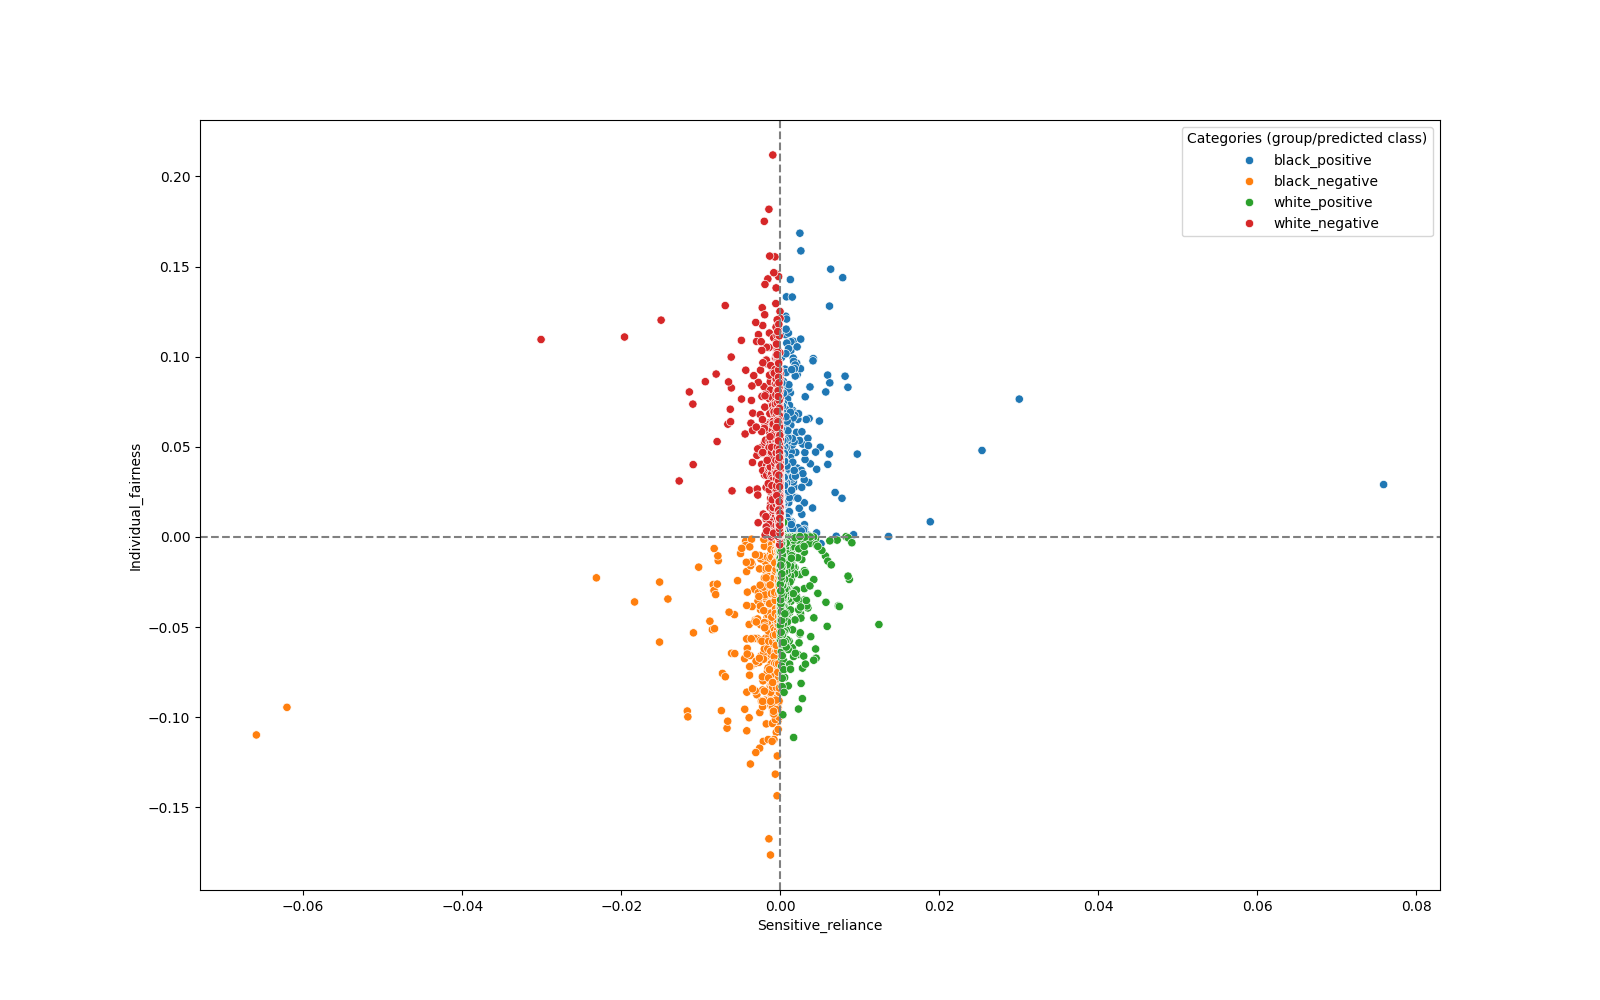 Categories (group/predicted class)
black_positive
black_negative
white_positive
white_negative
0.20
0.15
0.10
0.05
0.00
−0.05
−0.10
−0.15
Individual_fairness
−0.06 −0.04 −0.02 0.00 0.02 0.04 0.06 0.08
Sensitive_reliance